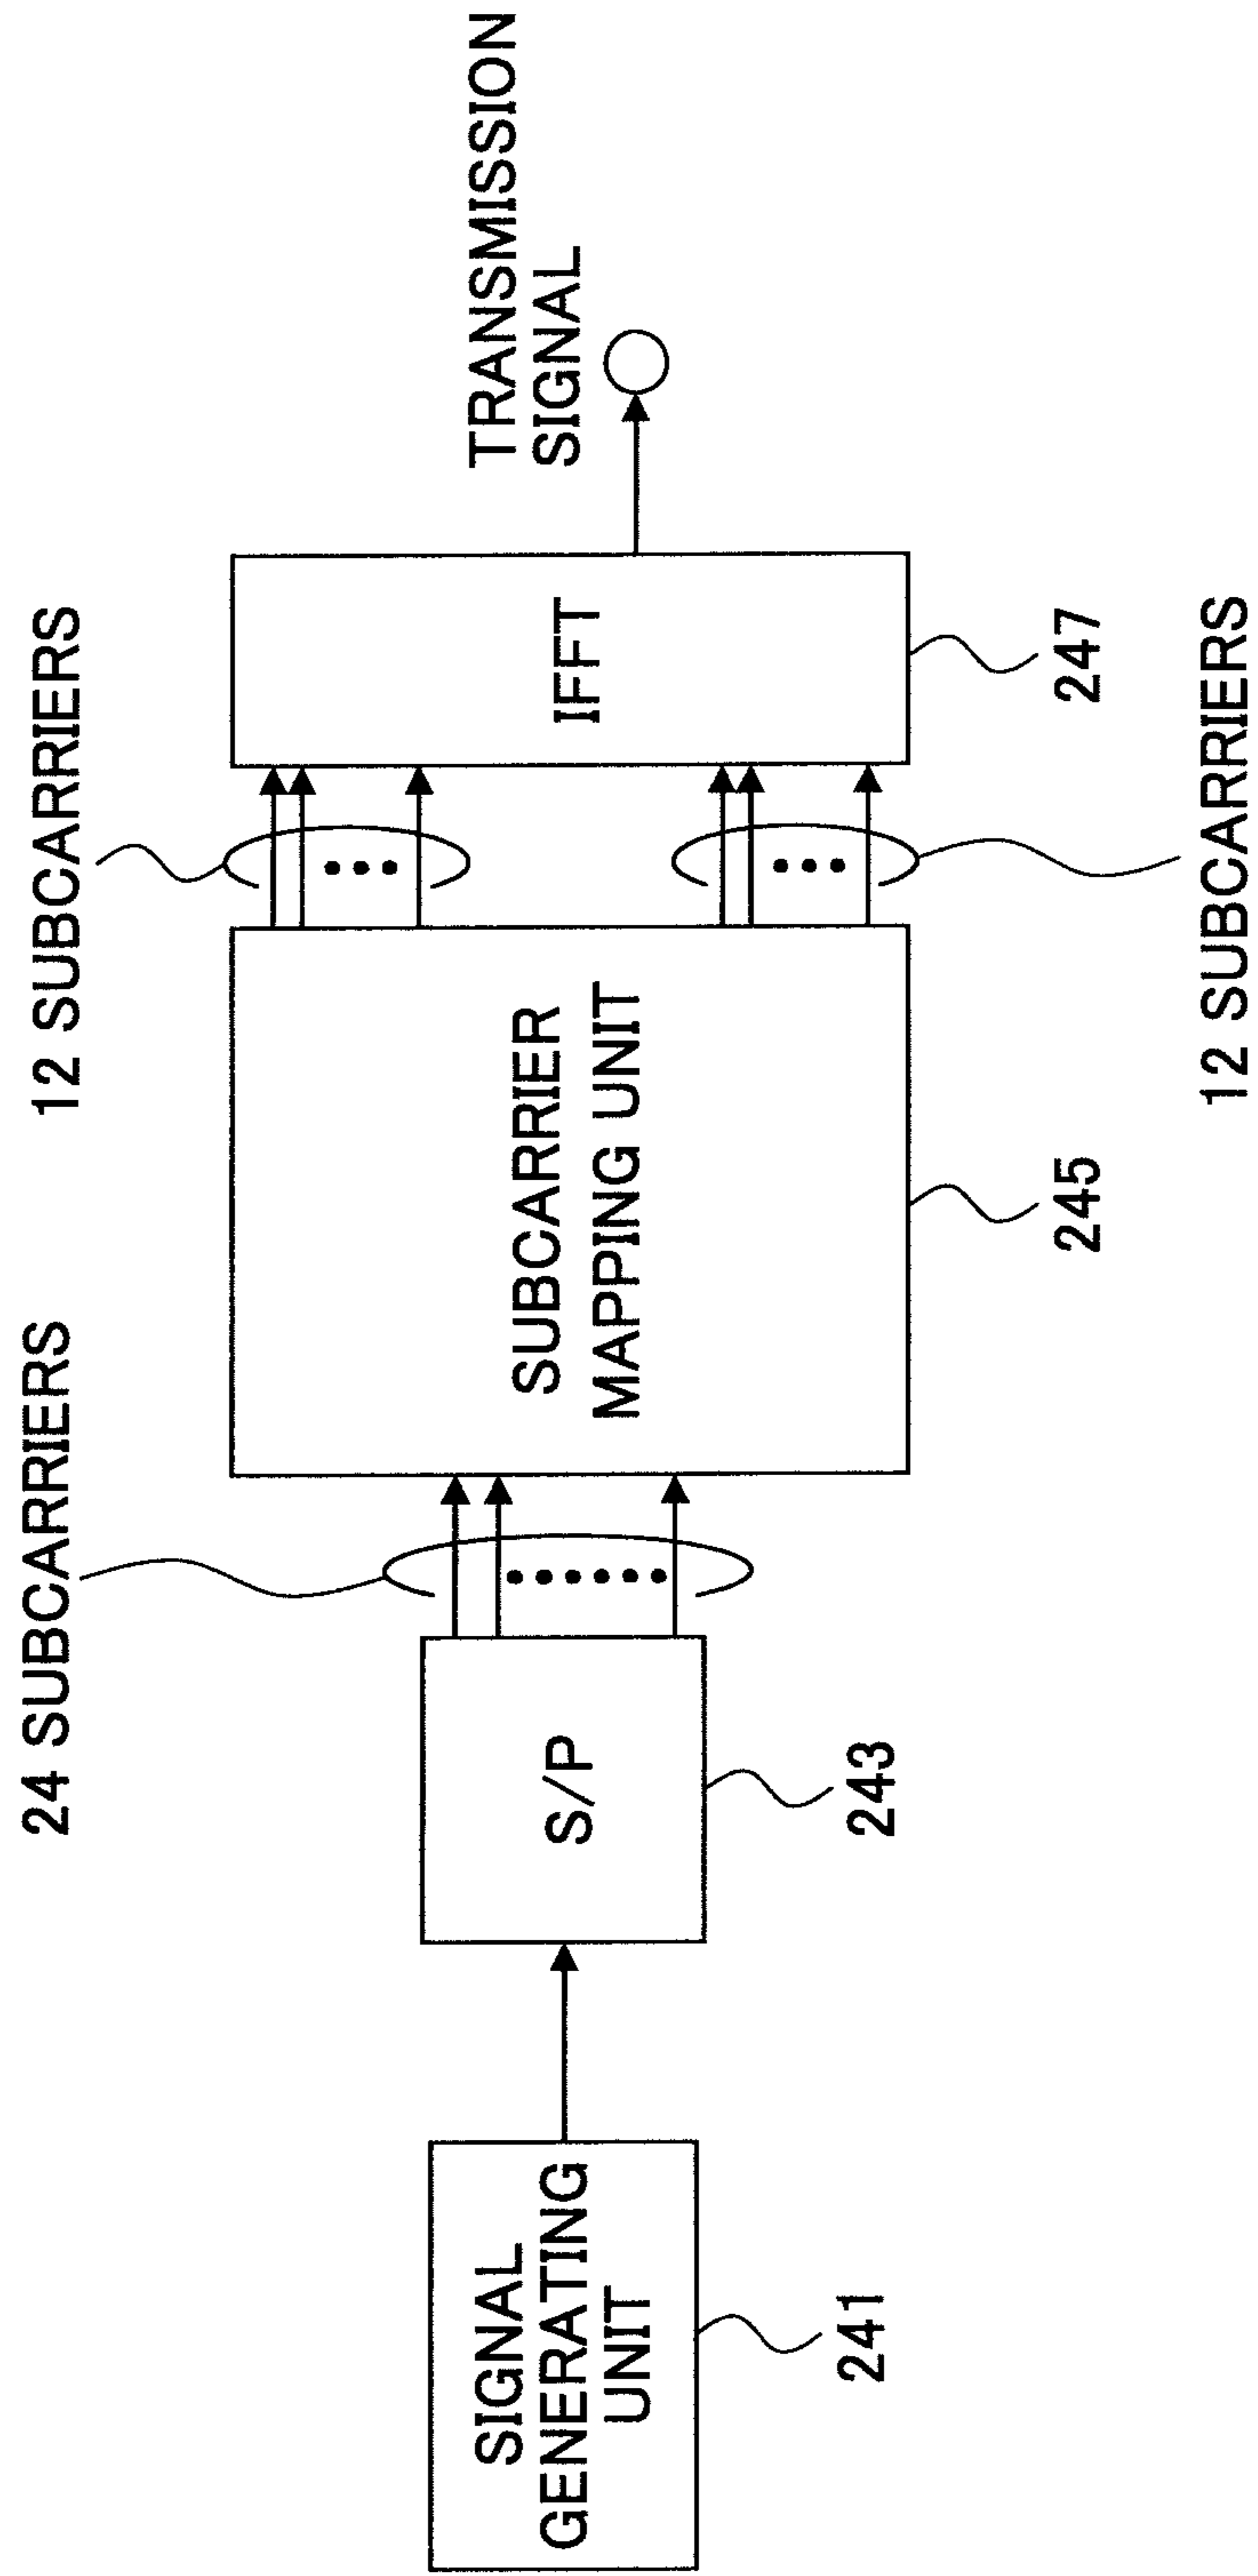 24 SUBCARRIERS
12 SUBCARRIERS
TRANSMISSION
SIGNAL
SIGNAL
GENERATING
UNIT
S/P
SUBCARRIER
MAPPING UNIT
IFFT
241
243
245
247
12 SUBCARRIERS